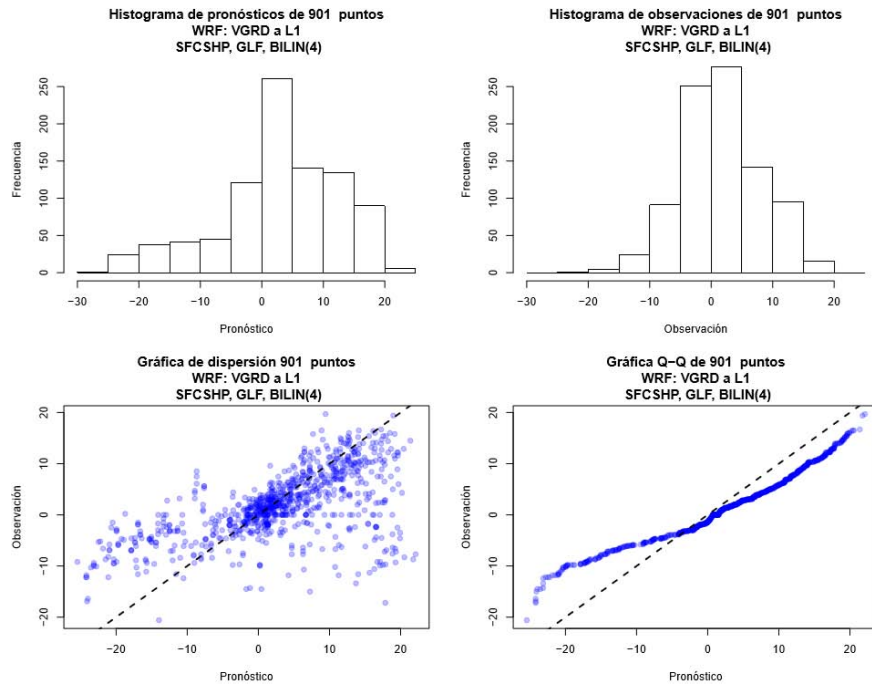 Histograma de pronósticos de 901 puntos
WRF: VGRD a L1
SFCSHP, GLF, BILIN(4)
Frecuencia
250
200
150
100
50
0
−30
−20
−10
0
10
20
Pronóstico
Histograma de observaciones de 901 puntos
WRF: VGRD a L1
SFCSHP, GLF, BILIN(4)
Frecuencia
250
200
150
100
50
0
−30
−20
−10
0
10
20
Observación
Gráfica de dispersión 901 puntos
WRF: VGRD a L1
SFCSHP, GLF, BILIN(4)
Observación
20
10
0
−10
−20
−20
−10
0
10
20
Pronóstico
Gráfica Q−Q de 901 puntos
WRF: VGRD a L1
SFCSHP, GLF, BILIN(4)
Observación
20
10
0
−10
−20
−20
−10
0
10
20
Pronóstico